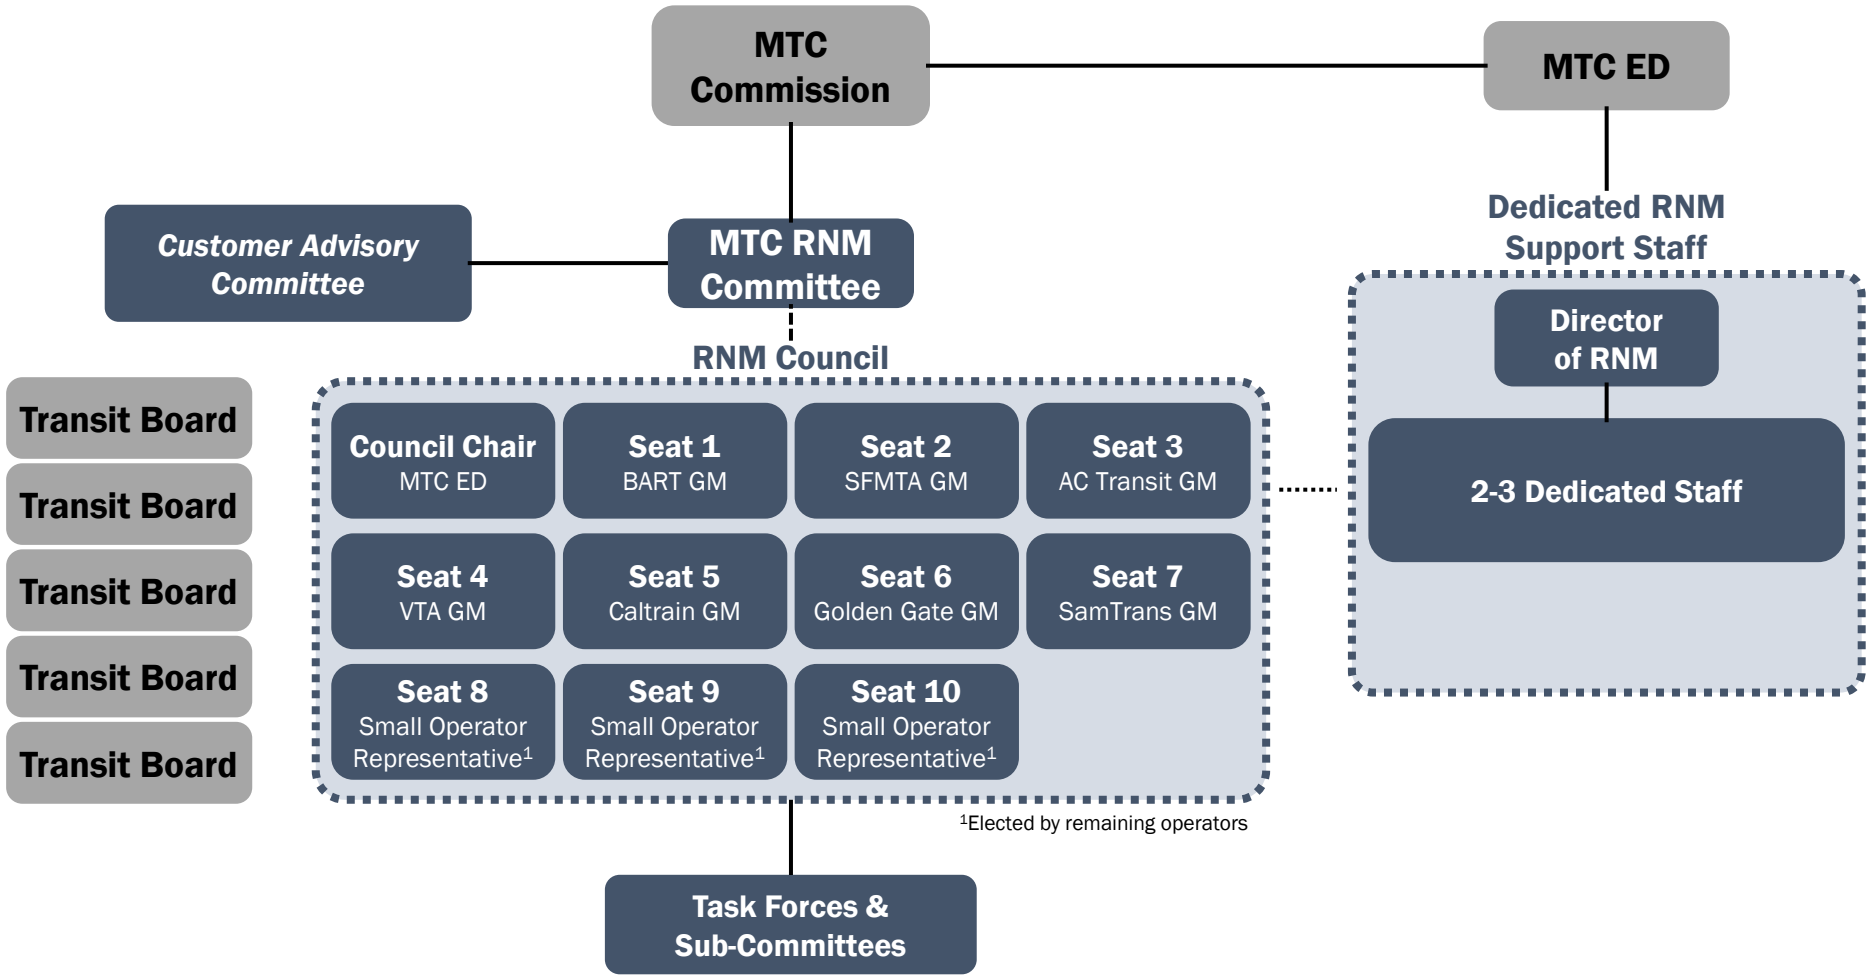 MTC
Commission
MTC ED
Customer Advisory
Committee
MTC RNM
Committee
Dedicated RNM
Support Staff
Director
of RNM
2-3 Dedicated Staff
RNM Council
Transit Board
Transit Board
Transit Board
Transit Board
Transit Board
Council Chair
MTC ED
Seat 1
BART GM
Seat 2
SFMTA GM
Seat 3
AC Transit GM
Seat 4
VTA GM
Seat 5
Caltrain GM
Seat 6
Golden Gate GM
Seat 7
SamTrans GM
Seat 8
Small Operator
Representative¹
Seat 9
Small Operator
Representative¹
Seat 10
Small Operator
Representative¹
¹Elected by remaining operators
Task Forces &
Sub-Committees